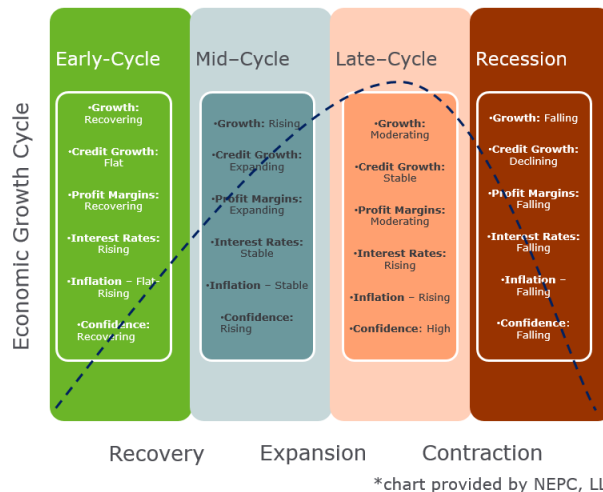 Economic Growth Cycle
Early-Cycle
•Growth:
Recovering
•Credit Growth:
Flat
•Profit Margins:
Recovering
•Interest Rates:
Rising
•Inflation – Flat-
Rising
•Confidence:
Recovering
Mid–Cycle
•Growth: Rising
•Credit Growth:
Expanding
•Profit Margins:
Expanding
•Interest Rates:
Stable
•Inflation – Stable
•Confidence:
Rising
Late–Cycle
•Growth:
Moderating
•Credit Growth:
Stable
•Profit Margins:
Moderating
•Interest Rates:
Rising
•Inflation – Rising
•Confidence: High
Recession
•Growth: Falling
•Credit Growth:
Declining
•Profit Margins:
Falling
•Interest Rates:
Falling
•Inflation –
Falling
•Confidence:
Falling
Recovery Expansion Contraction
*chart provided by NEPC, LL